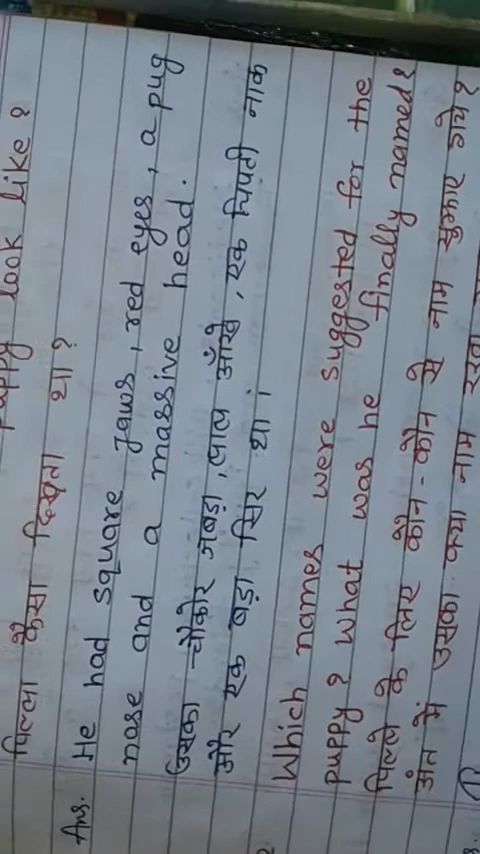 puppy look like ?
पिल्ला कैसा दिखता था ?
Ans. He had square jaws, red eyes, a pug
nose and a massive head.
उसका चौकोर जबड़ा, लाल आँखे, एक चिपटी नाक
और एक बड़ा सिर था।
Which names were suggested for the
puppy ? What was he finally named ?
पिल्ले के लिए कौन-कौन से नाम सुझाए गये ?
अंत में उसका क्या नाम रखा